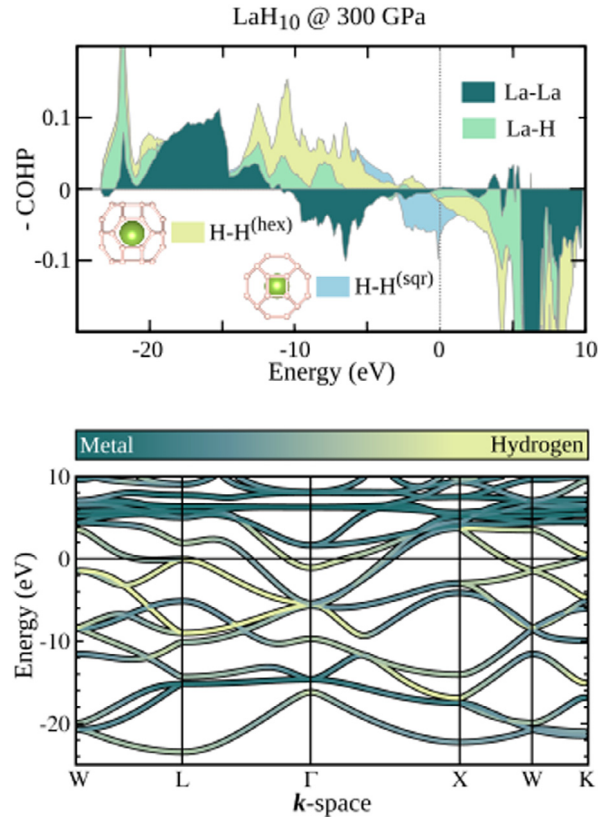 LaH₁₀ @ 300 GPa
La-La
La-H
0.1
0
-0.1
- COHP
H-H(hex)
H-H(sqr)
-20 -10 0 10
Energy (eV)
Metal Hydrogen
10
0
-10
-20
Energy (eV)
W L Γ X W K
k-space